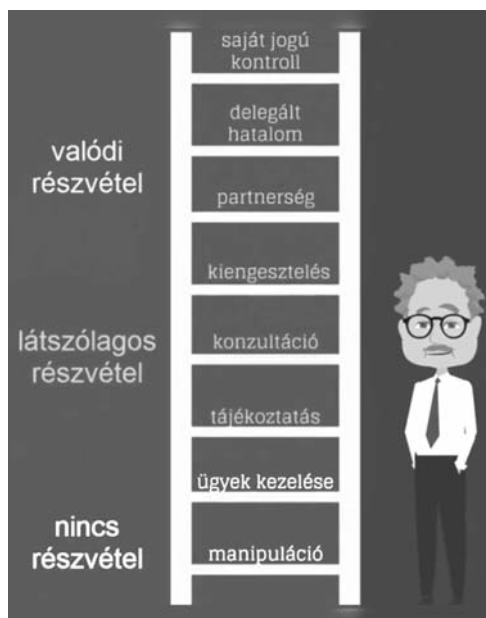 saját jogú
kontroll
delegált
hatalom
valódi
részvétel
partnerség
kiengesztelés
látszólagos
részvétel
konzultáció
tájékoztatás
ügyek kezelése
nincs
részvétel
manipuláció